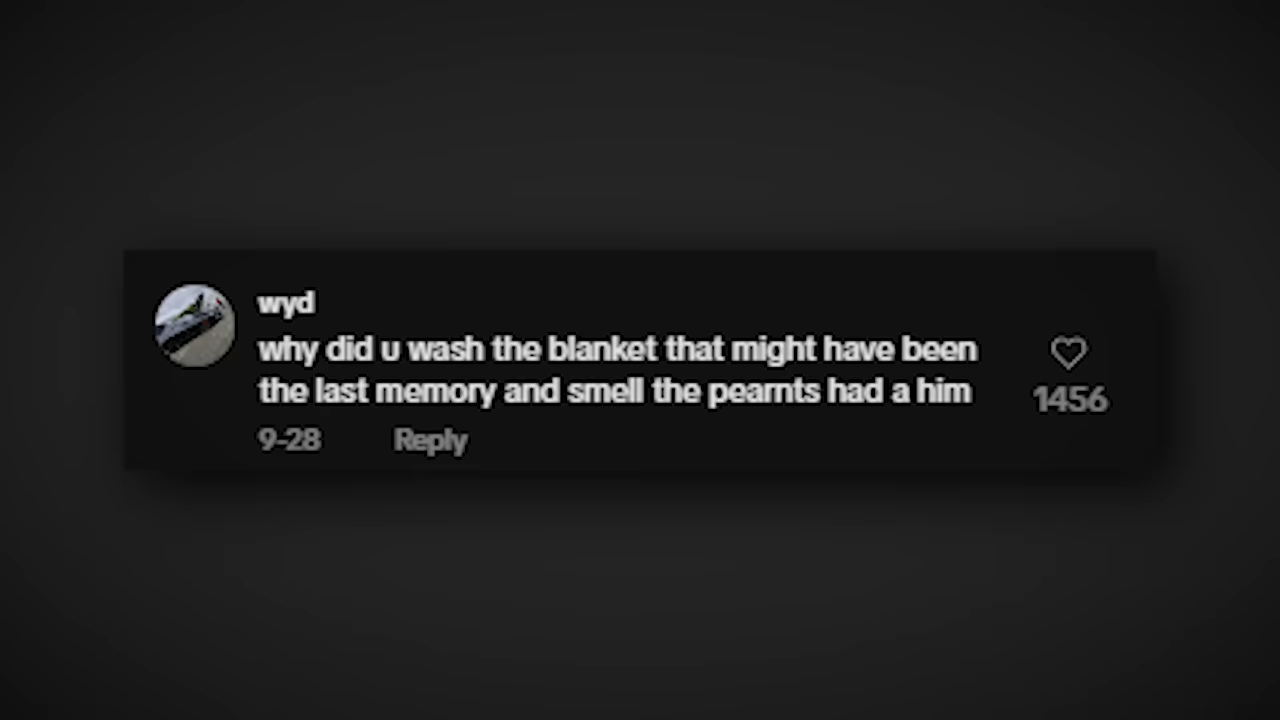 wyd
why did u wash the blanket that might have been
the last memory and smell the pearnts had a him
1456
9-28 Reply